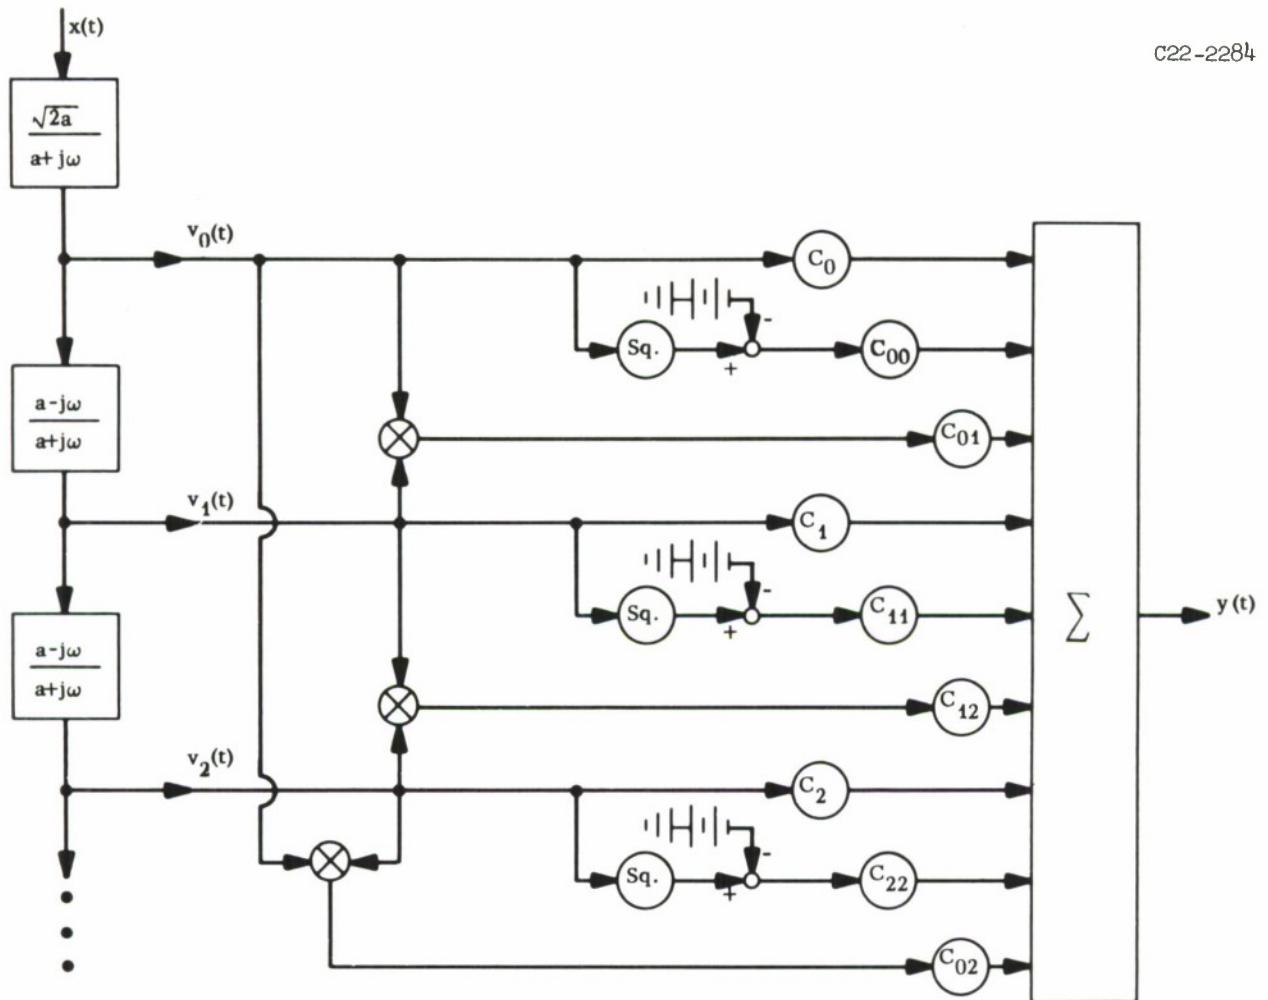 x(t)
C22-2284
√2a
a+jω
v0(t)
C0
-
Sq.
+
C00
a-jω
a+jω
C01
v1(t)
C1
-
Sq.
+
C11
∑
y(t)
a-jω
a+jω
C12
v2(t)
C2
-
Sq.
+
C22
C02